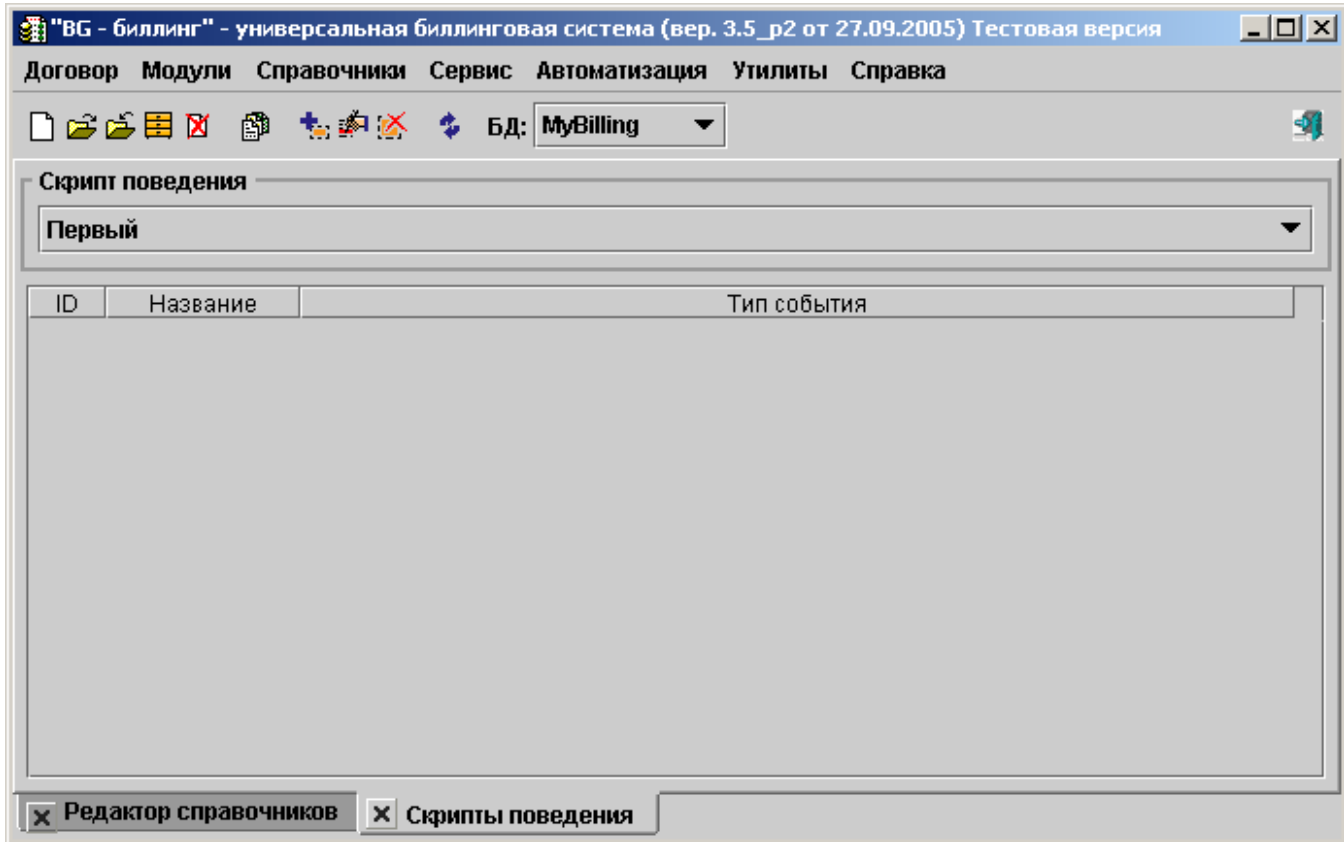 "BG - биллинг" - универсальная биллинговая система (вер. 3.5_p2 от 27.09.2005) Тестовая версия
Договор Модули Справочники Сервис Автоматизация Утилиты Справка
БД: MyBilling
Скрипт поведения
Первый
ID Название Тип события
Редактор справочников Скрипты поведения